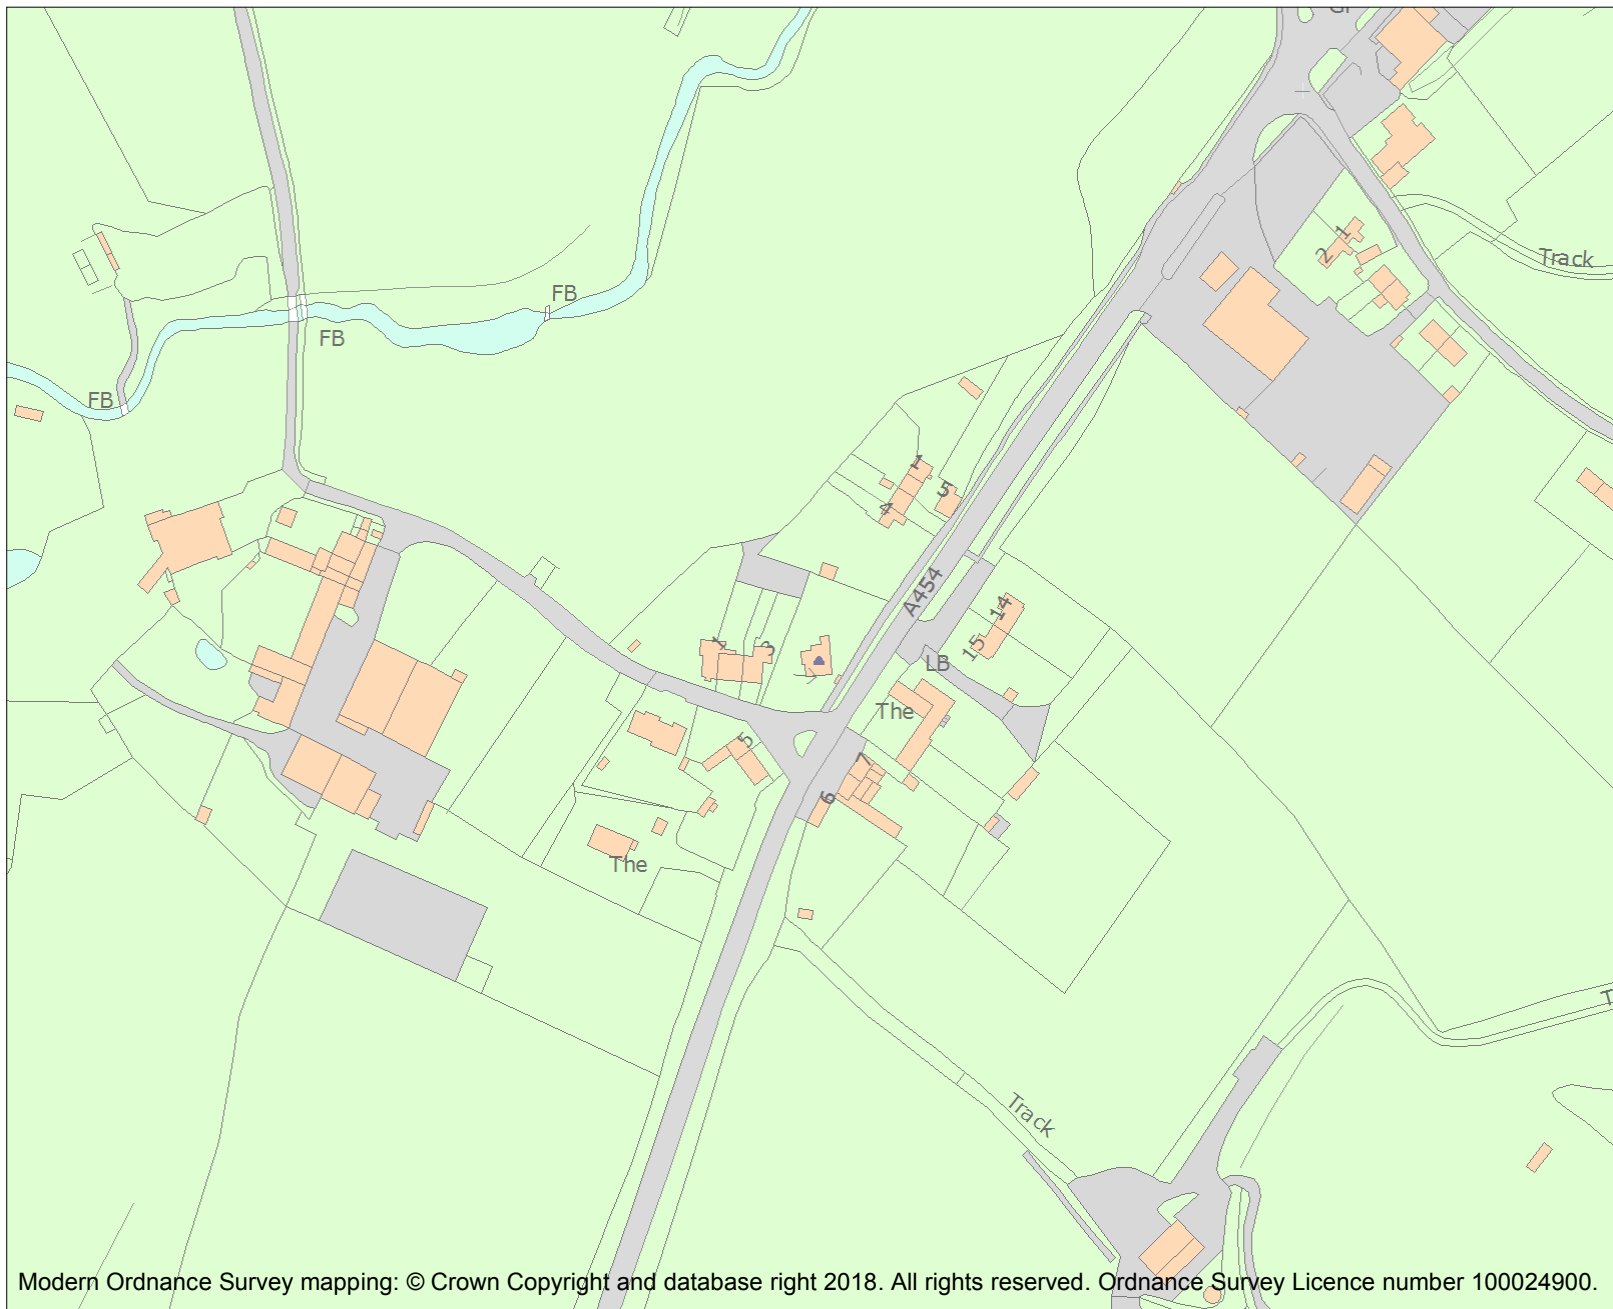 1
2
Track
FB
FB
FB
1
5
4
A454
14
15
LB
1
3
The
5
7
6
The
Track
Modern Ordnance Survey mapping: © Crown Copyright and database right 2018. All rights reserved. Ordnance Survey Licence number 100024900.